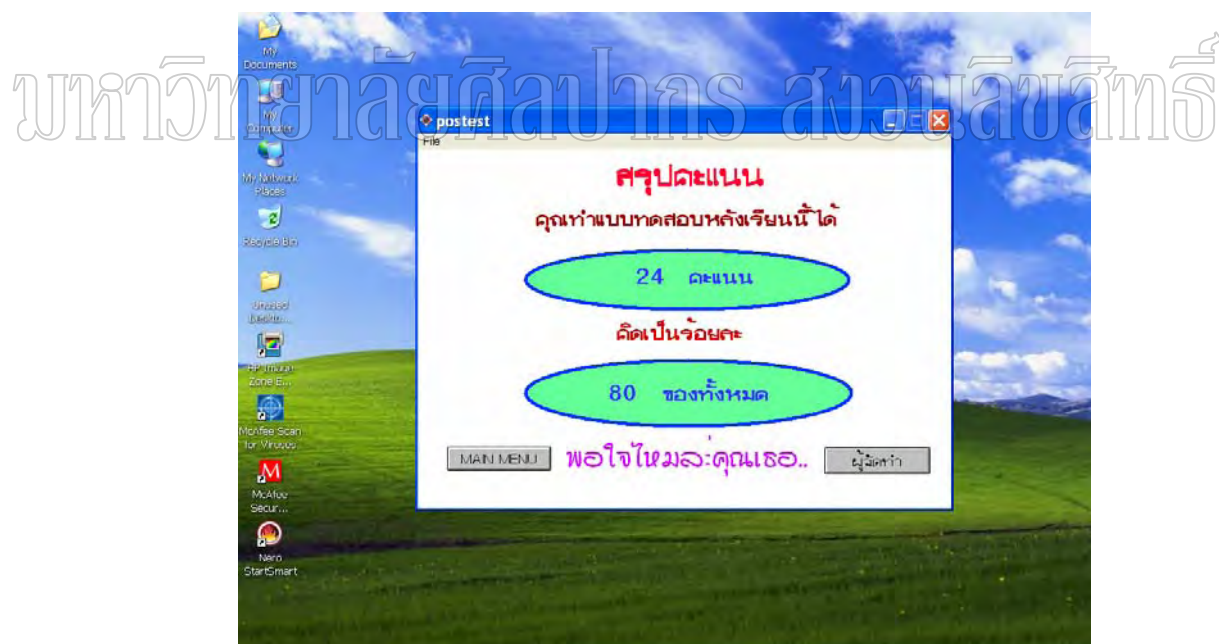 My
Documents
มหาวิทยาลัยศิลปากร สงวนลิขสิทธิ์
My
Computer
My Network
Places
Recycle Bin
Unused
Deskto...
HP Image
Zone E...
McAfee Scan
for Viruses
McAfee
Secur...
Nero
StartSmart
postest
File
สรุปคะแนน
คุณทำแบบทดสอบหลังเรียนนี้ได้
24 คะแนน
คิดเป็นร้อยละ
80 ของทั้งหมด
MAIN MENU
พอใจไหมล่ะคุณเธอ..
ผู้จัดทำ